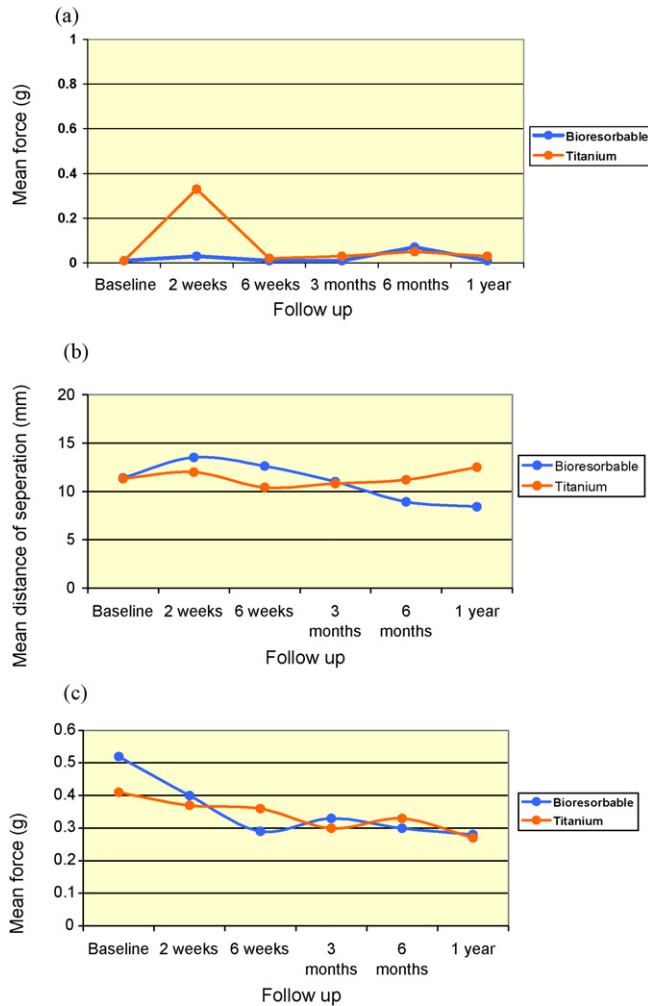 (a)
Mean force (g)
1
0.8
0.6
0.4
0.2
0
Baseline 2 weeks 6 weeks 3 months 6 months 1 year
Follow up
Bioresorbable
Titanium
(b)
Mean distance of seperation (mm)
20
15
10
5
0
Baseline 2 weeks 6 weeks 3 6 1 year
months months
Follow up
Bioresorbable
Titanium
(c)
Mean force (g)
0.6
0.5
0.4
0.3
0.2
0.1
0
Baseline 2 weeks 6 weeks 3 6 1 year
months months
Follow up
Bioresorbable
Titanium